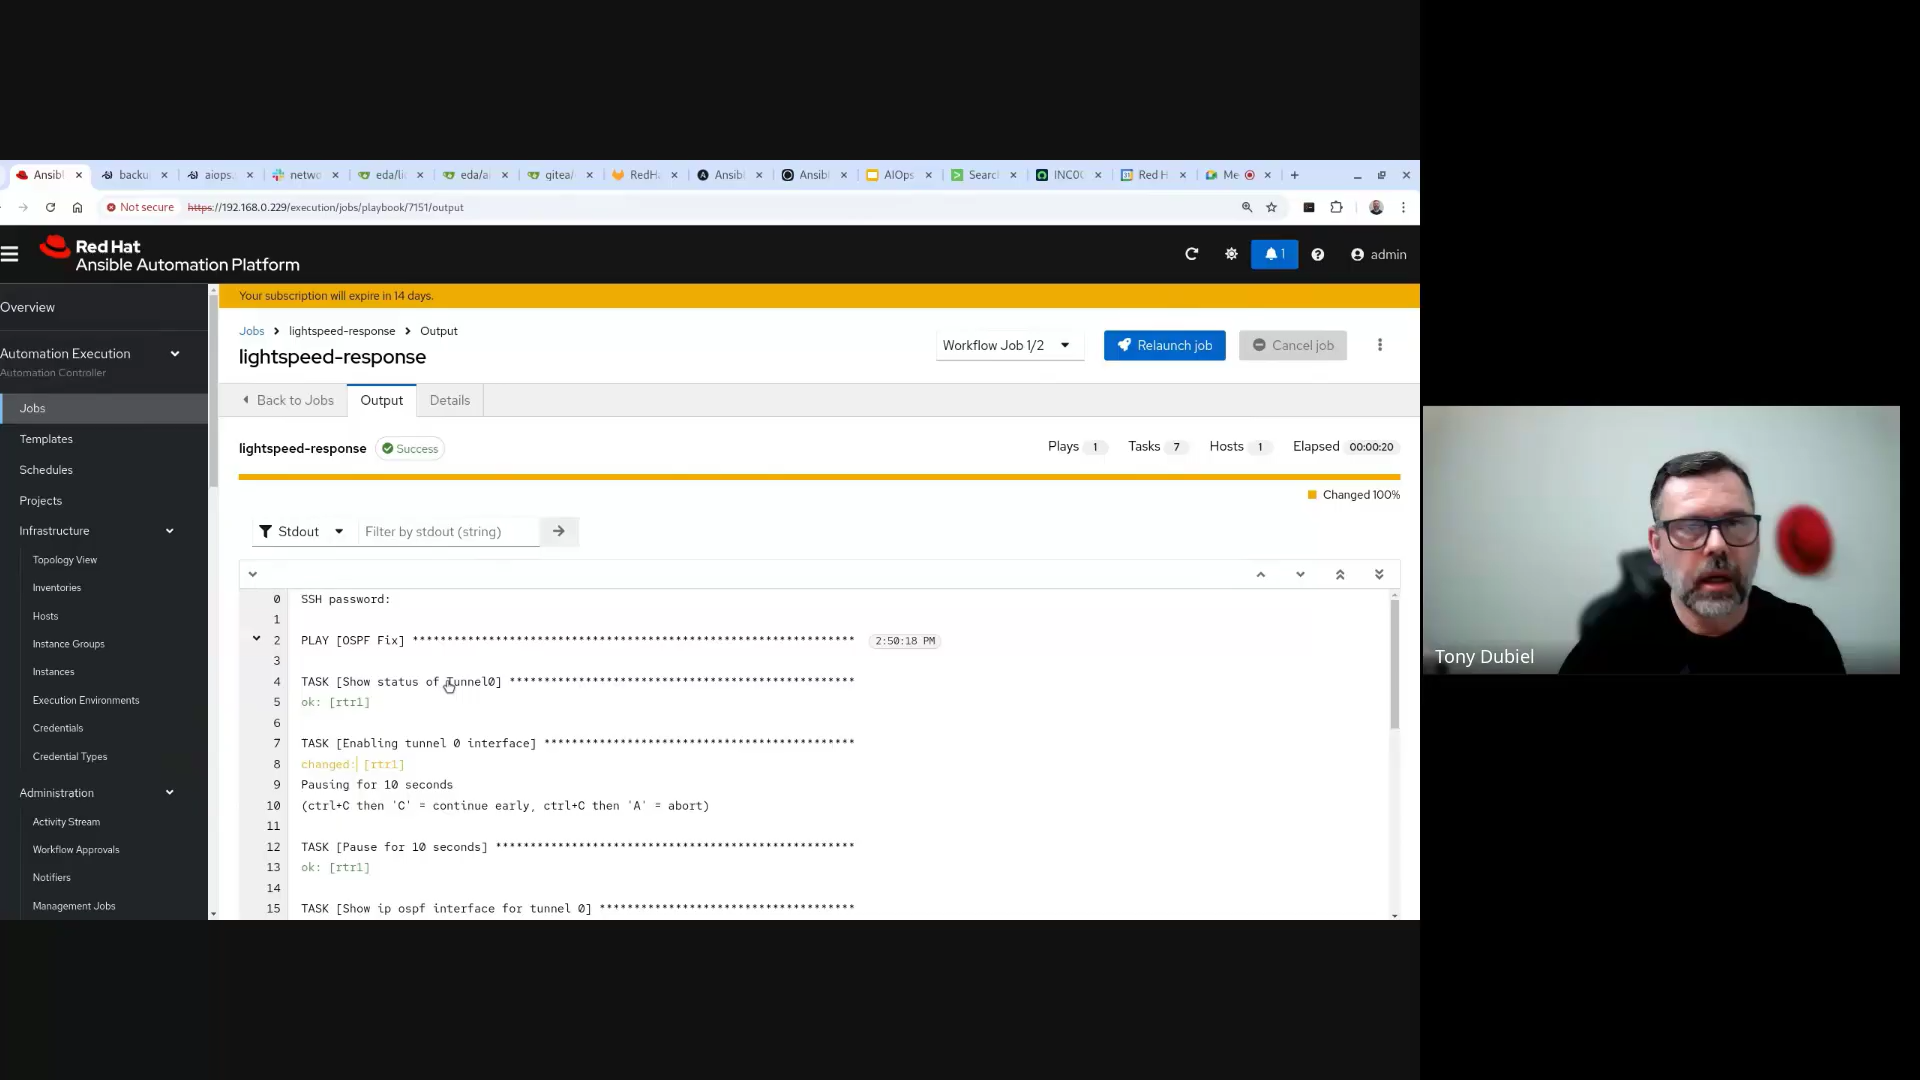 Ansibl
backu
aiops.
netwo
eda/li
eda/a
gitea/
RedH
Ansibl
Ansibl
AIOps
Searc
INC00
Red H
Me
Not secure https://192.168.0.229/execution/jobs/playbook/7151/output
Red Hat
Ansible Automation Platform
1
admin
Overview
Automation Execution
Automation Controller
Jobs
Templates
Schedules
Projects
Infrastructure
Topology View
Inventories
Hosts
Instance Groups
Instances
Execution Environments
Credentials
Credential Types
Administration
Activity Stream
Workflow Approvals
Notifiers
Management Jobs
Your subscription will expire in 14 days.
Jobs > lightspeed-response > Output
lightspeed-response
Workflow Job 1/2
Relaunch job
Cancel job
Back to Jobs
Output
Details
lightspeed-response Success
Plays 1 Tasks 7 Hosts 1 Elapsed 00:00:20
Changed 100%
Stdout
Filter by stdout (string)
0 SSH password:
1
2 PLAY [OSPF Fix] **************************************************************** 2:50:18 PM
3
4 TASK [Show status of Tunnel0] **************************************************
5 ok: [rtr1]
6
7 TASK [Enabling tunnel 0 interface] *********************************************
8 changed: [rtr1]
9 Pausing for 10 seconds
10 (ctrl+C then 'C' = continue early, ctrl+C then 'A' = abort)
11
12 TASK [Pause for 10 seconds] ****************************************************
13 ok: [rtr1]
14
15 TASK [Show ip ospf interface for tunnel 0] *************************************
Tony Dubiel